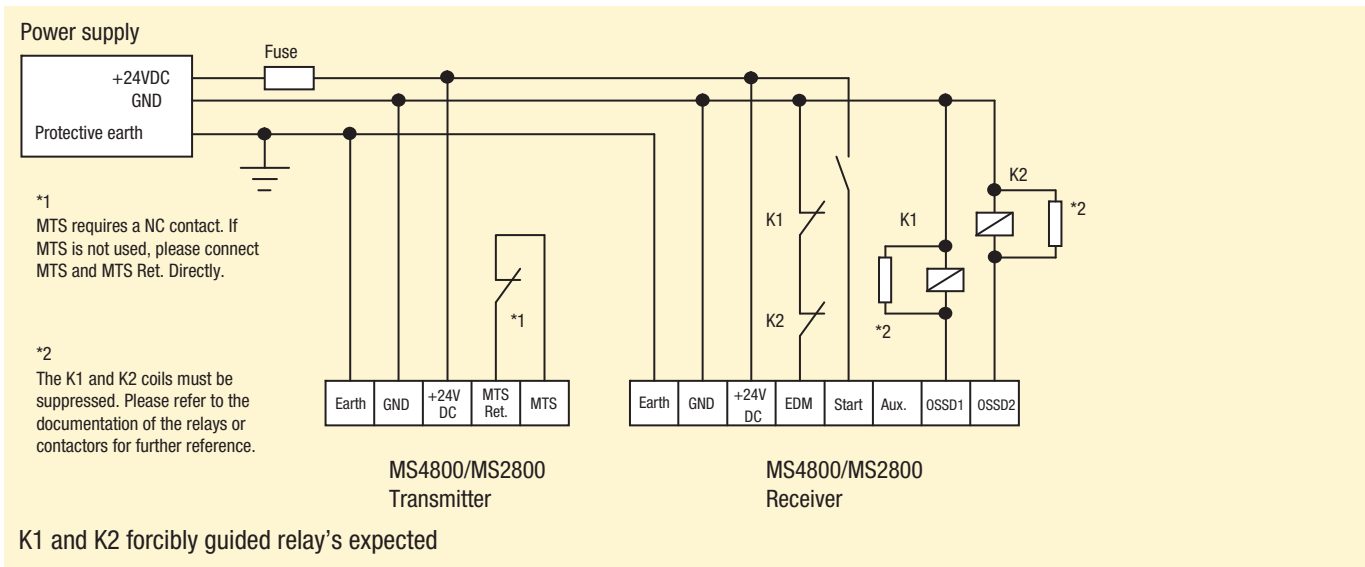 Power supply
Fuse
+24VDC
GND
Protective earth
*1
MTS requires a NC contact. If
MTS is not used, please connect
MTS and MTS Ret. Directly.
*2
The K1 and K2 coils must be
suppressed. Please refer to the
documentation of the relays or
contactors for further reference.
*1
K1
K2
K1
*2
K2
*2
Earth
GND
+24V
DC
MTS
Ret.
MTS
Earth
GND
+24V
DC
EDM
Start
Aux.
OSSD1
OSSD2
MS4800/MS2800
Transmitter
MS4800/MS2800
Receiver
K1 and K2 forcibly guided relay’s expected